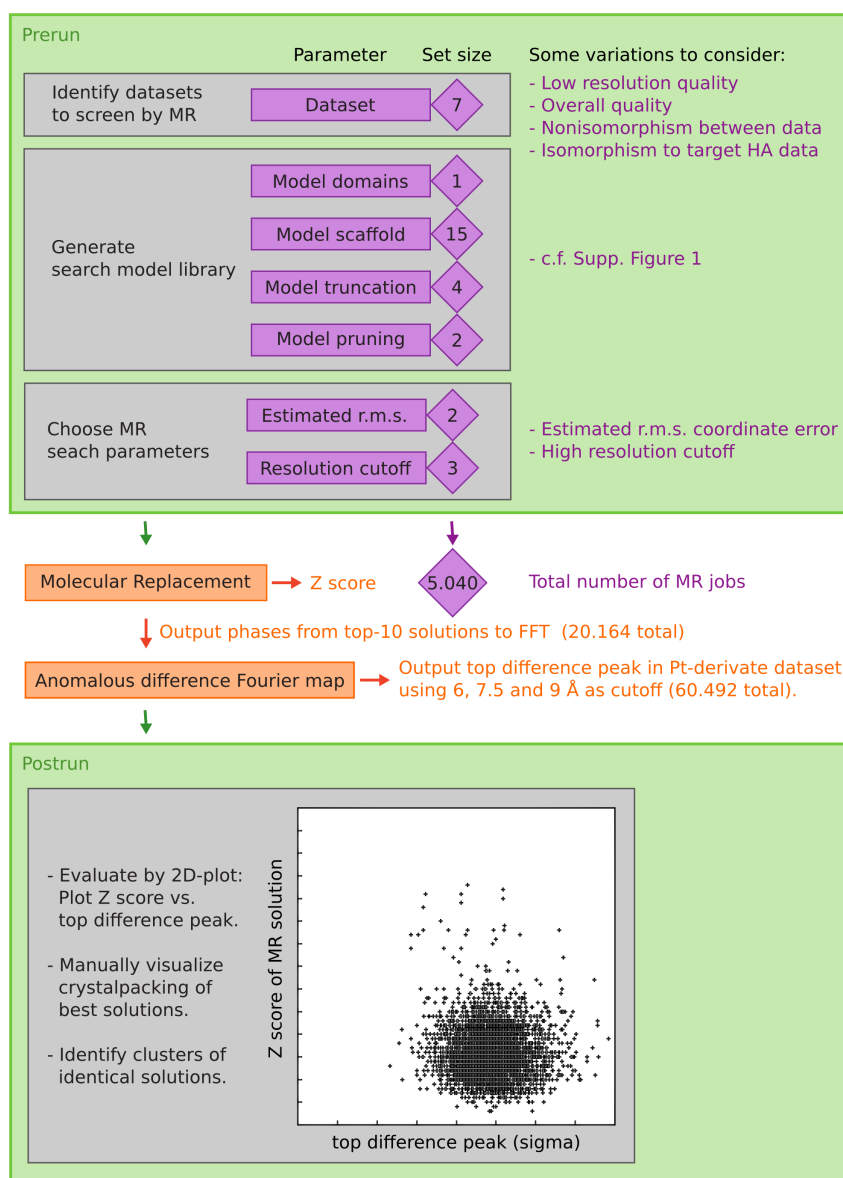 Prerun
Parameter Set size Some variations to consider:
Identify datasets
to screen by MR
Dataset 7
- Low resolution quality
- Overall quality
- Nonisomorphism between data
- Isomorphism to target HA data
Generate
search model library
Model domains 1
Model scaffold 15
Model truncation 4
Model pruning 2
- c.f. Supp. Figure 1
Choose MR
seach parameters
Estimated r.m.s. 2
Resolution cutoff 3
- Estimated r.m.s. coordinate error
- High resolution cutoff
Molecular Replacement Z score 5.040 Total number of MR jobs
Output phases from top-10 solutions to FFT (20.164 total)
Anomalous difference Fourier map
Output top difference peak in Pt-derivate dataset
using 6, 7.5 and 9 Å as cutoff (60.492 total).
Postrun
- Evaluate by 2D-plot:
Plot Z score vs.
top difference peak.
- Manually visualize
crystalpacking of
best solutions.
- Identify clusters of
identical solutions.
Z score of MR solution
top difference peak (sigma)